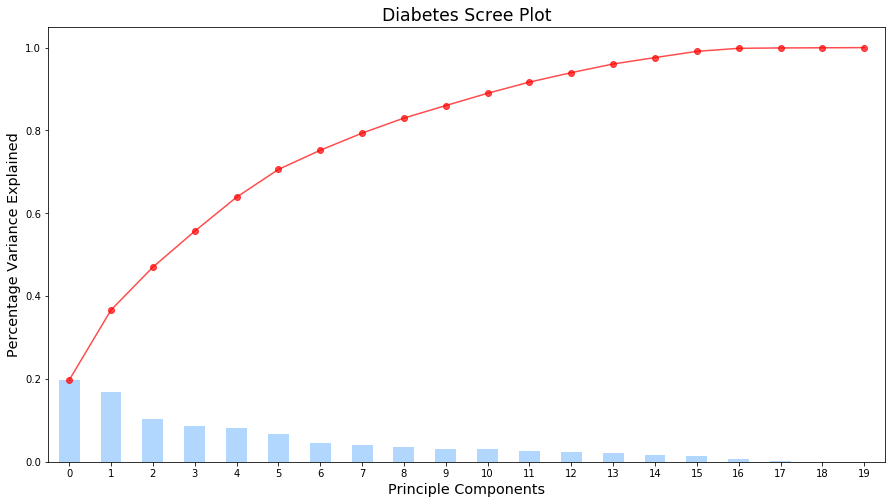 Diabetes Scree Plot
Percentage Variance Explained
1.0
0.8
0.6
0.4
0.2
0.0
0 1 2 3 4 5 6 7 8 9 10 11 12 13 14 15 16 17 18 19
Principle Components